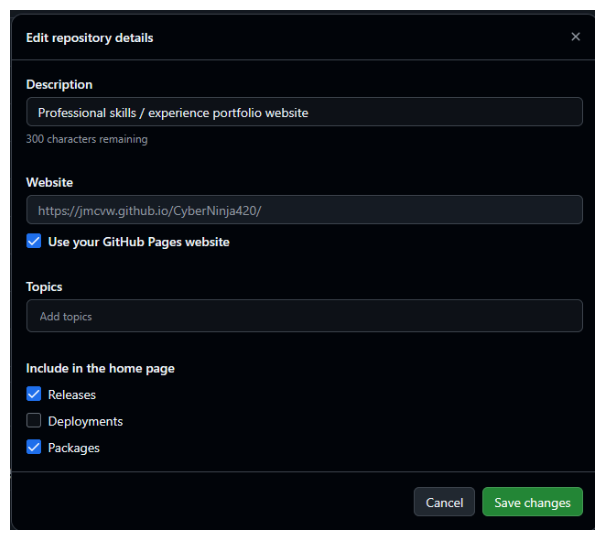 Edit repository details
Description
Professional skills / experience portfolio website
300 characters remaining
Website
https://jmcvw.github.io/CyberNinja420/
Use your GitHub Pages website
Topics
Add topics
Include in the home page
Releases
Deployments
Packages
Cancel Save changes